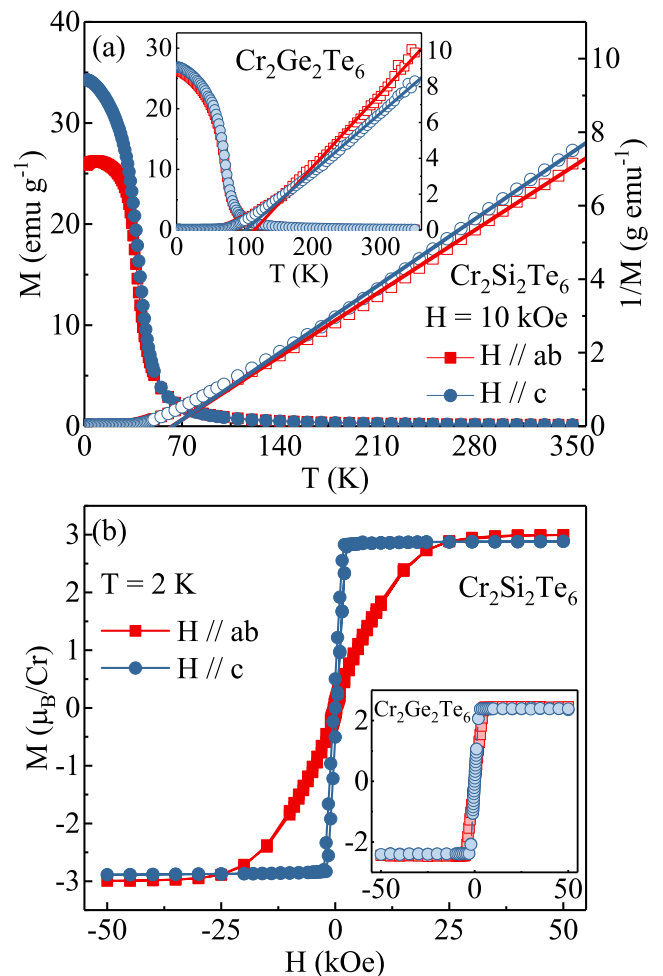 (a)
Cr2Ge2Te6
M (emu g-1)
40
30
20
10
0
30
20
10
0
10
8
6
4
2
0
0 100 200 300
T (K)
10
8
6
4
2
0
1/M (g emu-1)
Cr2Si2Te6
H = 10 kOe
H // ab
H // c
0 70 140 210 280 350
T (K)
(b)
T = 2 K
H // ab
H // c
Cr2Si2Te6
M (μB/Cr)
3
2
1
0
-1
-2
-3
Cr2Ge2Te6
2
0
-2
-50 0 50
-50 -25 0 25 50
H (kOe)